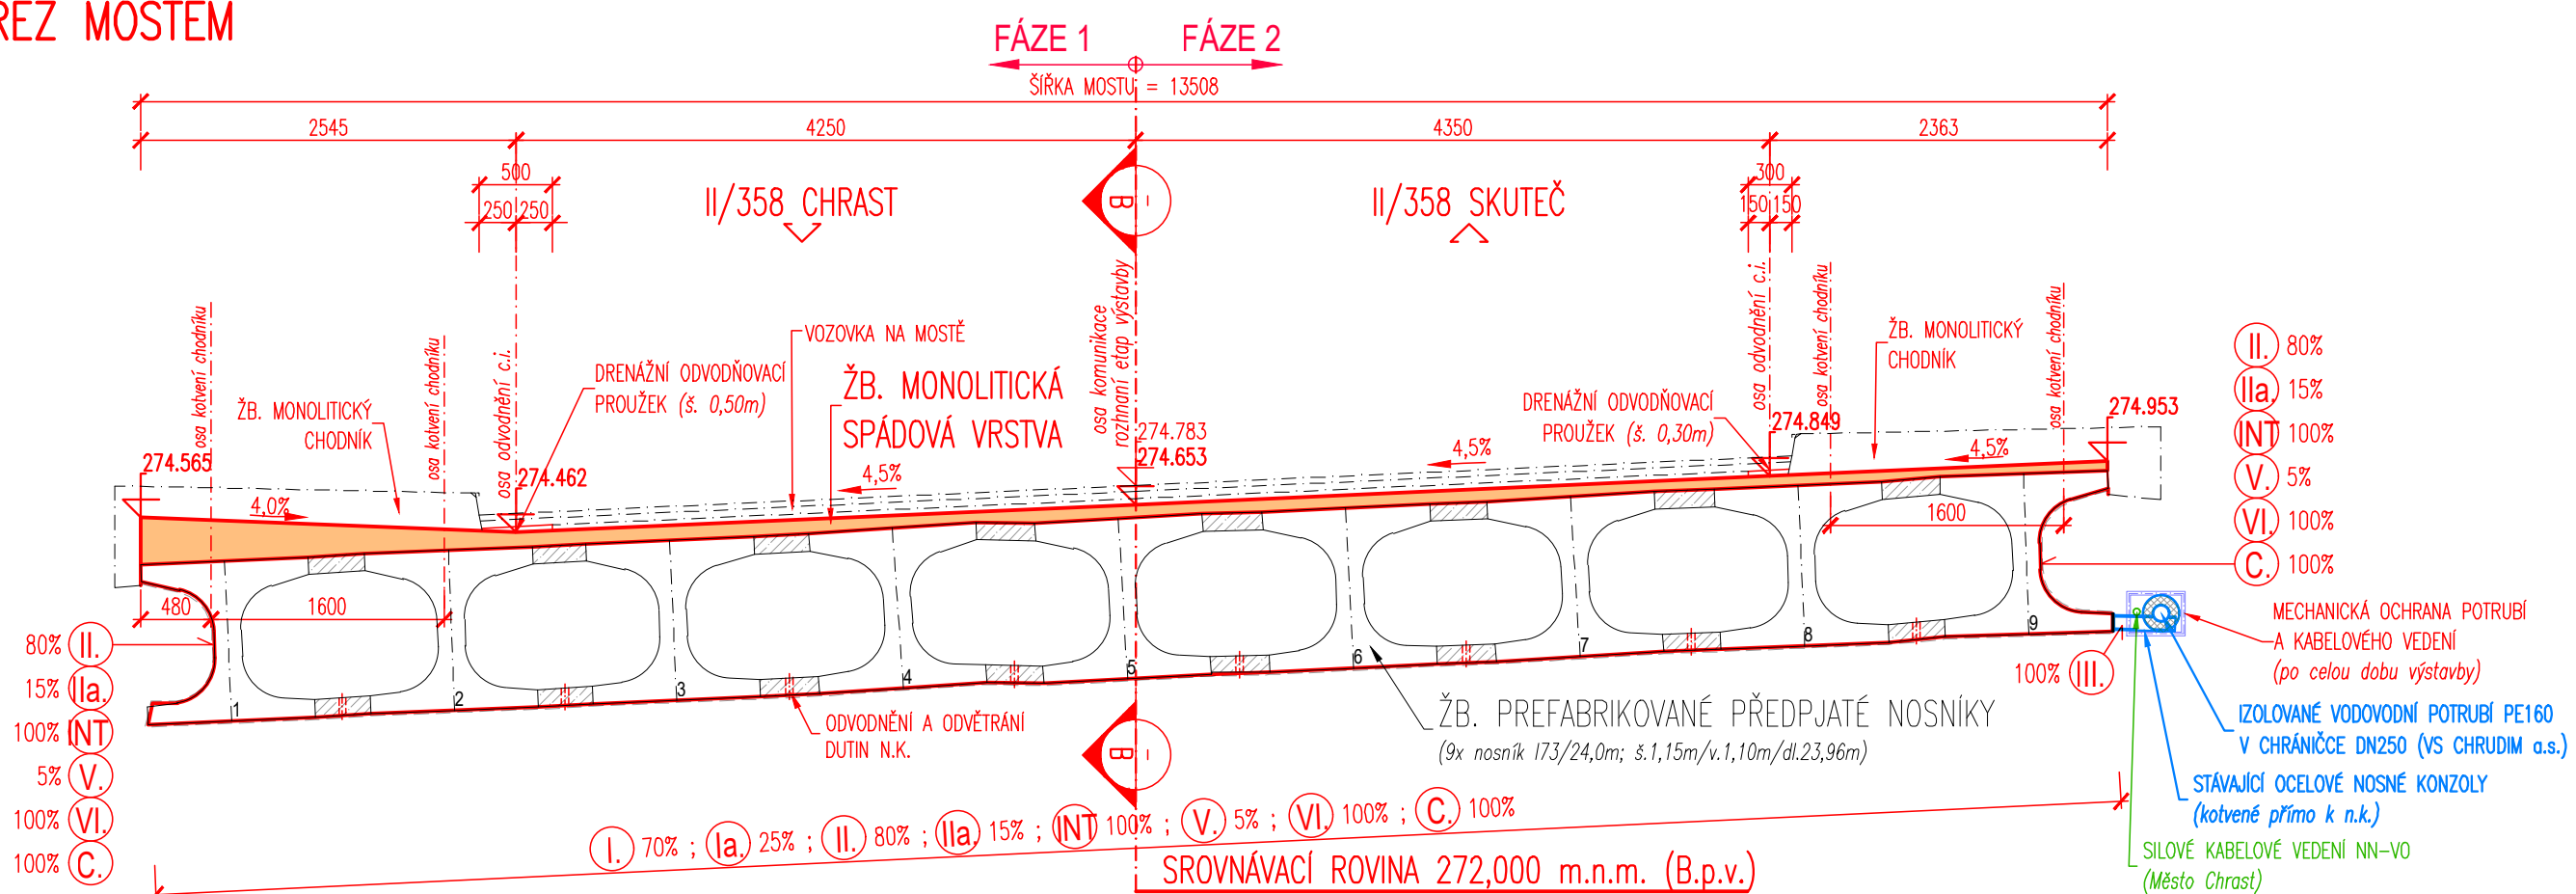 MOSTEM
FÁZE 1
FÁZE 2
ŠÍŘKA MOSTU = 13508
2545
4250
4350
2363
500
250
250
300
150
150
II/358 CHRAST
II/358 SKUTEČ
B
-
osa kotvení chodníku
osa kotvení chodníku
osa odvodnění c.i.
osa komunikace
rozhraní etap výstavby
osa odvodnění c.i.
osa kotvení chodníku
osa kotvení chodníku
VOZOVKA NA MOSTĚ
DRENÁŽNÍ ODVODŇOVACÍ
PROUŽEK (š. 0,50m)
ŽB. MONOLITICKÁ
SPÁDOVÁ VRSTVA
ŽB. MONOLITICKÝ
CHODNÍK
DRENÁŽNÍ ODVODŇOVACÍ
PROUŽEK (š. 0,30m)
ŽB. MONOLITICKÝ
CHODNÍK
274.565
274.462
274.783
274.653
274.849
274.953
4,0%
4,5%
4,5%
4,5%
II. 80%
IIa. 15%
INT 100%
V. 5%
VI. 100%
C. 100%
480
1600
1600
80% II.
15% IIa.
100% INT
5% V.
100% VI.
100% C.
1
2
3
4
5
6
7
8
9
100% III.
MECHANICKÁ OCHRANA POTRUBÍ
A KABELOVÉHO VEDENÍ
(po celou dobu výstavby)
IZOLOVANÉ VODOVODNÍ POTRUBÍ PE160
V CHRÁNIČCE DN250 (VS CHRUDIM a.s.)
STÁVAJÍCÍ OCELOVÉ NOSNÉ KONZOLY
(kotvené přímo k n.k.)
SILOVÉ KABELOVÉ VEDENÍ NN-VO
(Město Chrast)
ODVODNĚNÍ A ODVĚTRÁNÍ
DUTIN N.K.
ŽB. PREFABRIKOVANÉ PŘEDPJATÉ NOSNÍKY
(9x nosník I73/24,0m; š.1,15m/v.1,10m/dl.23,96m)
B
-
I. 70% ; Ia. 25% ; II. 80% ; IIa. 15% ; INT 100% ; V. 5% ; VI. 100% ; C. 100%
SROVNÁVACÍ ROVINA 272,000 m.n.m. (B.p.v.)